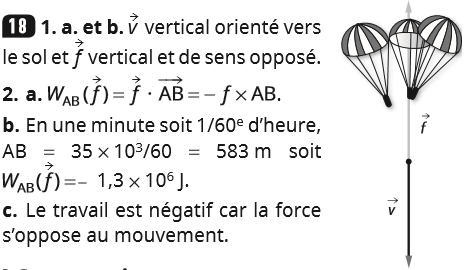 18 1. a. et b. v⃗ vertical orienté vers
le sol et f⃗ vertical et de sens opposé.
2. a. W_AB(f⃗) = f⃗ · AB⃗ = – f × AB.
b. En une minute soit 1/60ᵉ d’heure,
AB = 35 × 10³/60 = 583 m soit
W_AB(f⃗) = – 1,3 × 10⁶ J.
c. Le travail est négatif car la force
s’oppose au mouvement.
f⃗
v⃗